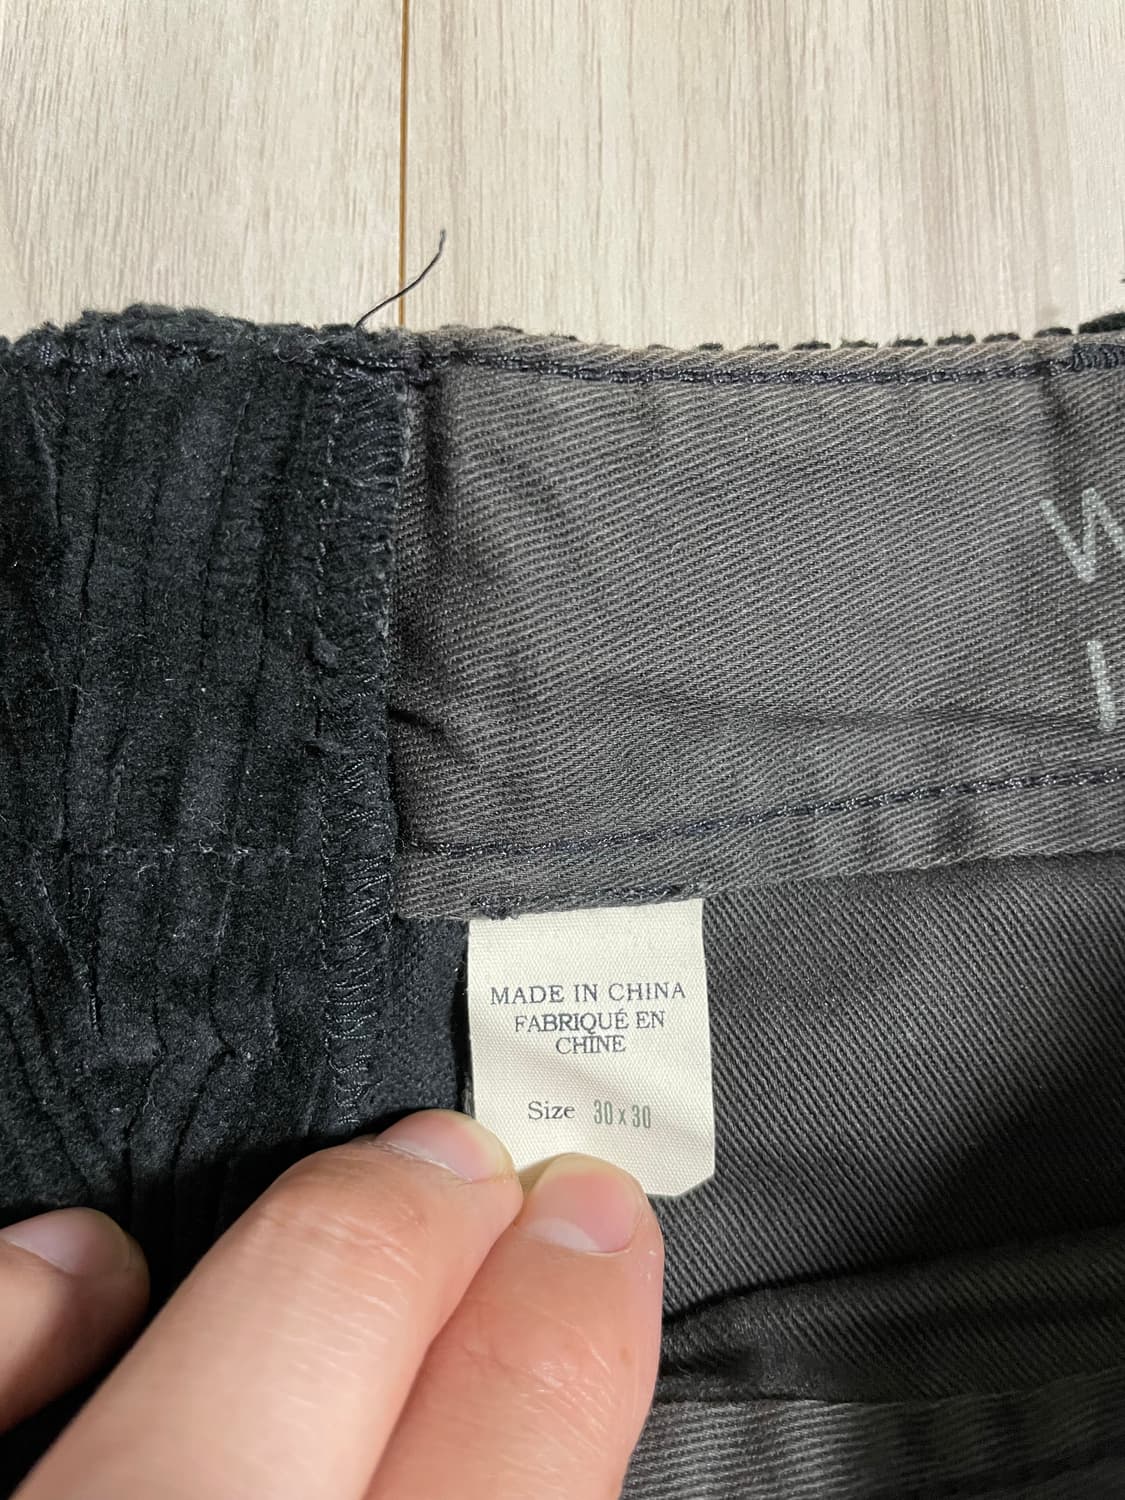 W
I
MADE IN CHINA
FABRIQUÉ EN
CHINE
Size 30 x 30